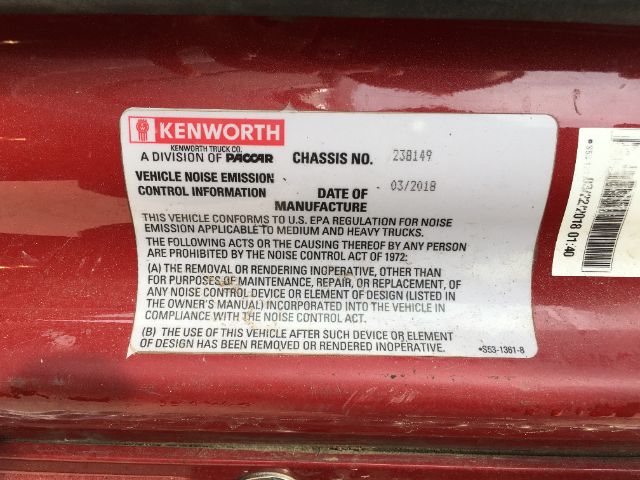 KENWORTH
KENWORTH TRUCK CO.
A DIVISION OF PACCAR CHASSIS NO. 238149
VEHICLE NOISE EMISSION
CONTROL INFORMATION DATE OF 03/2018
MANUFACTURE
THIS VEHICLE CONFORMS TO U.S. EPA REGULATION FOR NOISE
EMISSION APPLICABLE TO MEDIUM AND HEAVY TRUCKS.
THE FOLLOWING ACTS OR THE CAUSING THEREOF BY ANY PERSON
ARE PROHIBITED BY THE NOISE CONTROL ACT OF 1972:
(A) THE REMOVAL OR RENDERING INOPERATIVE, OTHER THAN
FOR PURPOSES OF MAINTENANCE, REPAIR, OR REPLACEMENT, OF
ANY NOISE CONTROL DEVICE OR ELEMENT OF DESIGN (LISTED IN
THE OWNER'S MANUAL) INCORPORATED INTO THE VEHICLE IN
COMPLIANCE WITH THE NOISE CONTROL ACT.
(B) THE USE OF THIS VEHICLE AFTER SUCH DEVICE OR ELEMENT
OF DESIGN HAS BEEN REMOVED OR RENDERED INOPERATIVE. *S53-1361-8
03/22/2018 01:40